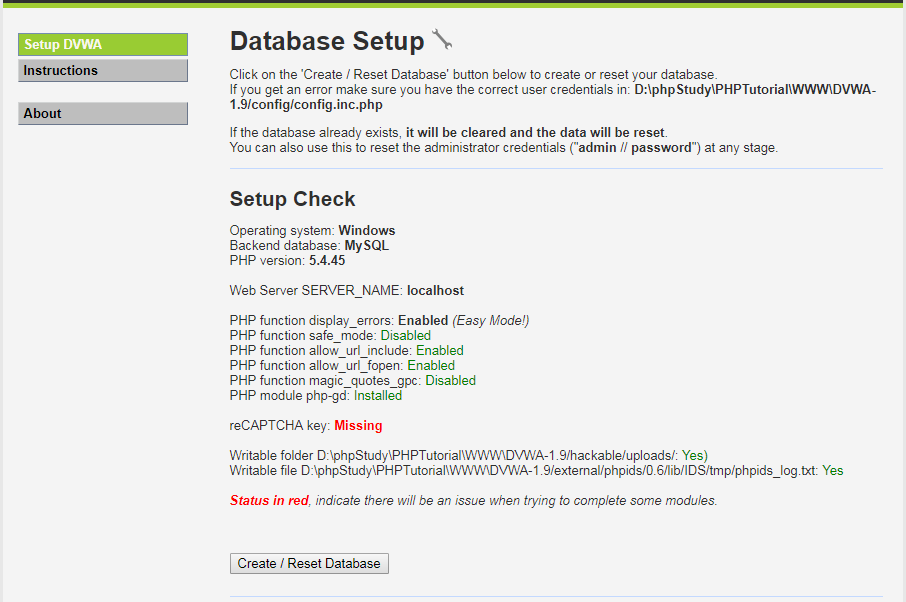 Setup DVWA
Instructions
About
Database Setup
Click on the 'Create / Reset Database' button below to create or reset your database.
If you get an error make sure you have the correct user credentials in: D:\phpStudy\PHPTutorial\WWW\DVWA-
1.9/config/config.inc.php
If the database already exists, it will be cleared and the data will be reset.
You can also use this to reset the administrator credentials ("admin // password") at any stage.
Setup Check
Operating system: Windows
Backend database: MySQL
PHP version: 5.4.45
Web Server SERVER_NAME: localhost
PHP function display_errors: Enabled (Easy Mode!)
PHP function safe_mode: Disabled
PHP function allow_url_include: Enabled
PHP function allow_url_fopen: Enabled
PHP function magic_quotes_gpc: Disabled
PHP module php-gd: Installed
reCAPTCHA key: Missing
Writable folder D:\phpStudy\PHPTutorial\WWW\DVWA-1.9/hackable/uploads/: Yes)
Writable file D:\phpStudy\PHPTutorial\WWW\DVWA-1.9/external/phpids/0.6/lib/IDS/tmp/phpids_log.txt: Yes
Status in red, indicate there will be an issue when trying to complete some modules.
Create / Reset Database